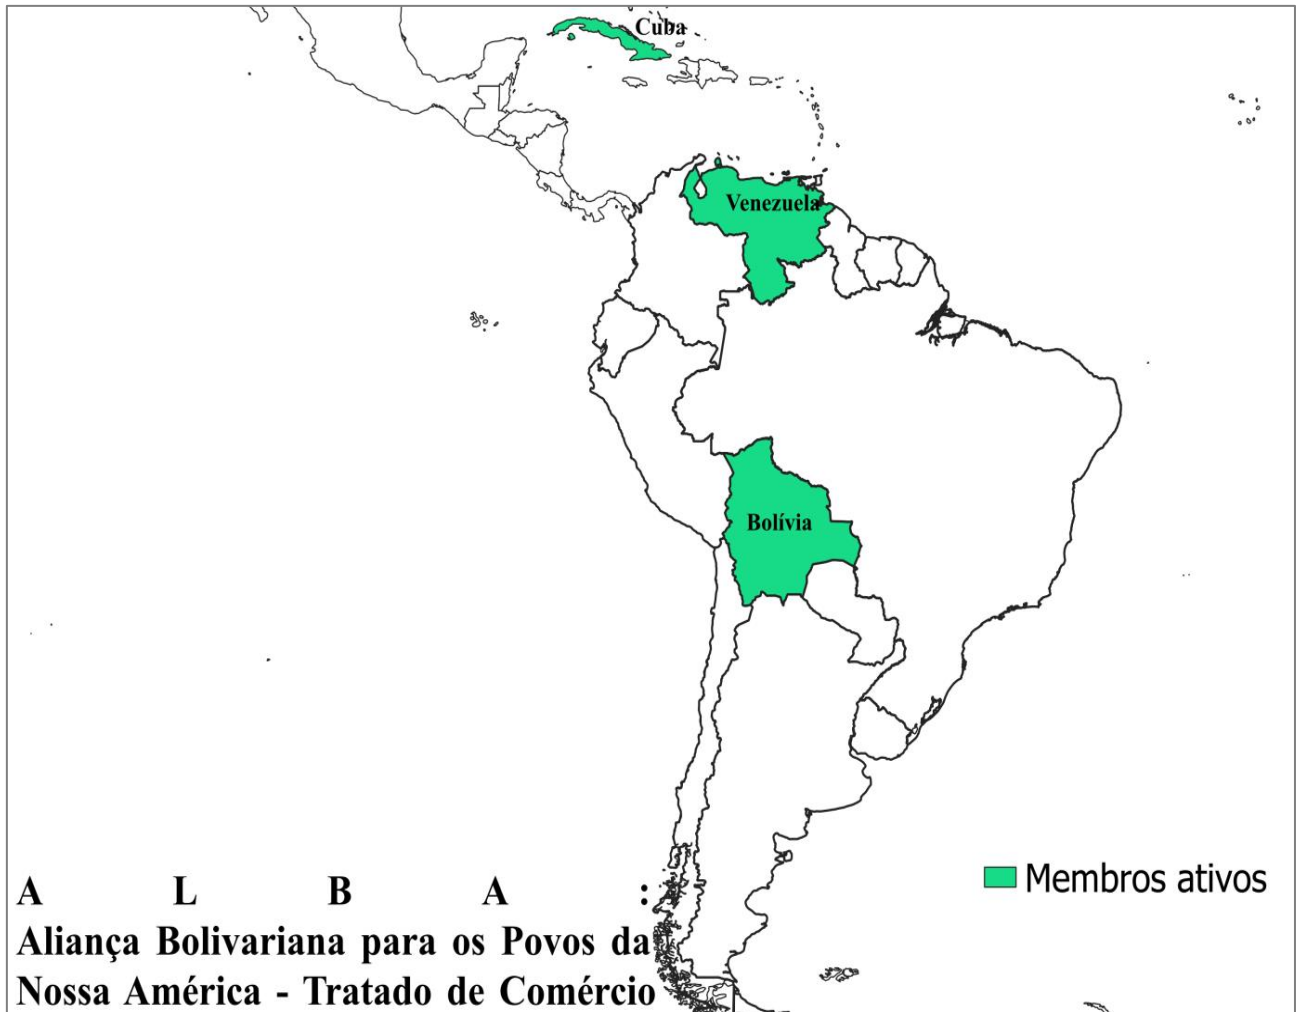 Cuba
Venezuela
Bolívia
Membros ativos
A L B A :
Aliança Bolivariana para os Povos da
Nossa América - Tratado de Comércio